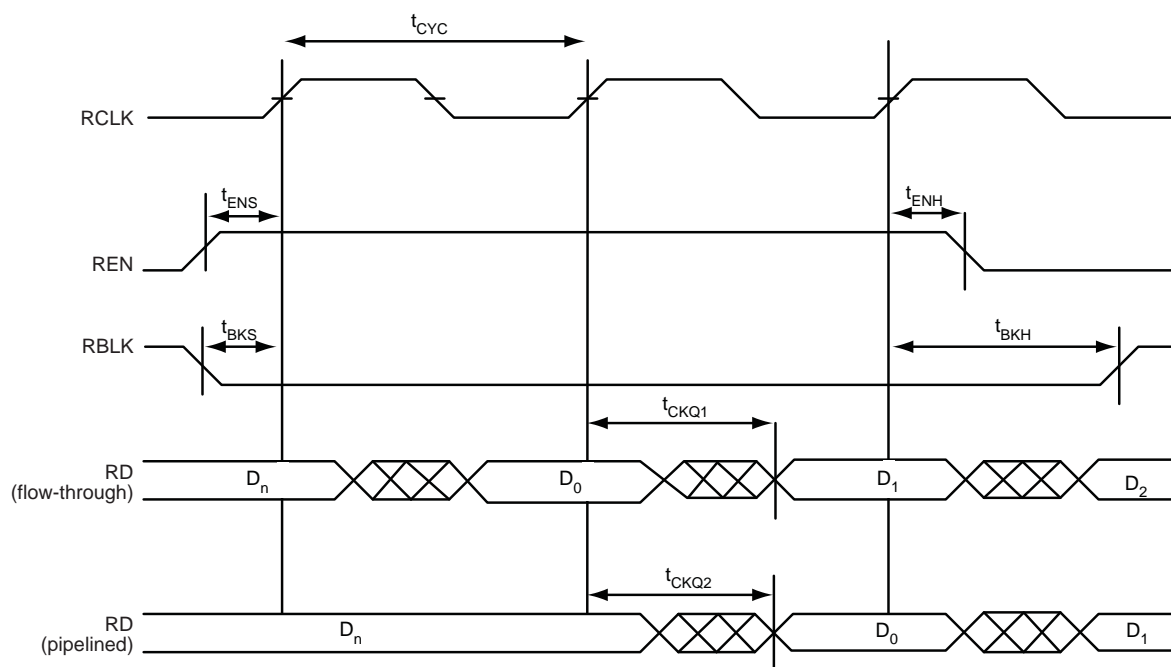 tCYC
RCLK
tENS
tENH
REN
tBKS
tBKH
RBLK
tCKQ1
RD
(flow-through)
Dn
D0
D1
D2
tCKQ2
RD
(pipelined)
Dn
D0
D1